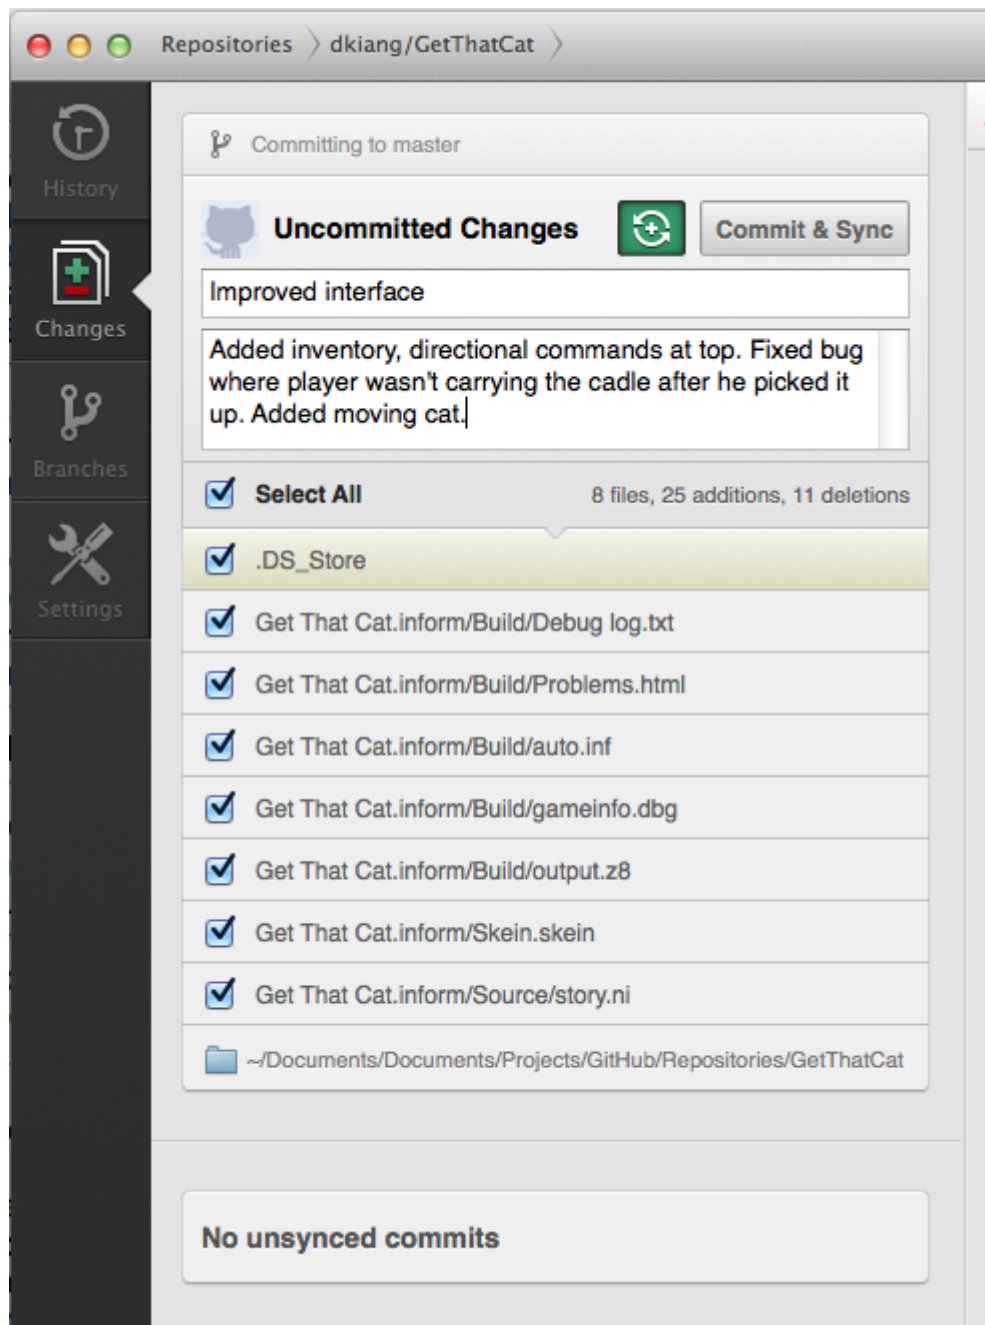 Repositories dkiang/GetThatCat
History
Changes
Branches
Settings
Committing to master
Uncommitted Changes Commit & Sync
Improved interface
Added inventory, directional commands at top. Fixed bug
where player wasn't carrying the cadle after he picked it
up. Added moving cat.
Select All 8 files, 25 additions, 11 deletions
.DS_Store
Get That Cat.inform/Build/Debug log.txt
Get That Cat.inform/Build/Problems.html
Get That Cat.inform/Build/auto.inf
Get That Cat.inform/Build/gameinfo.dbg
Get That Cat.inform/Build/output.z8
Get That Cat.inform/Skein.skein
Get That Cat.inform/Source/story.ni
~/Documents/Documents/Projects/GitHub/Repositories/GetThatCat
No unsynced commits